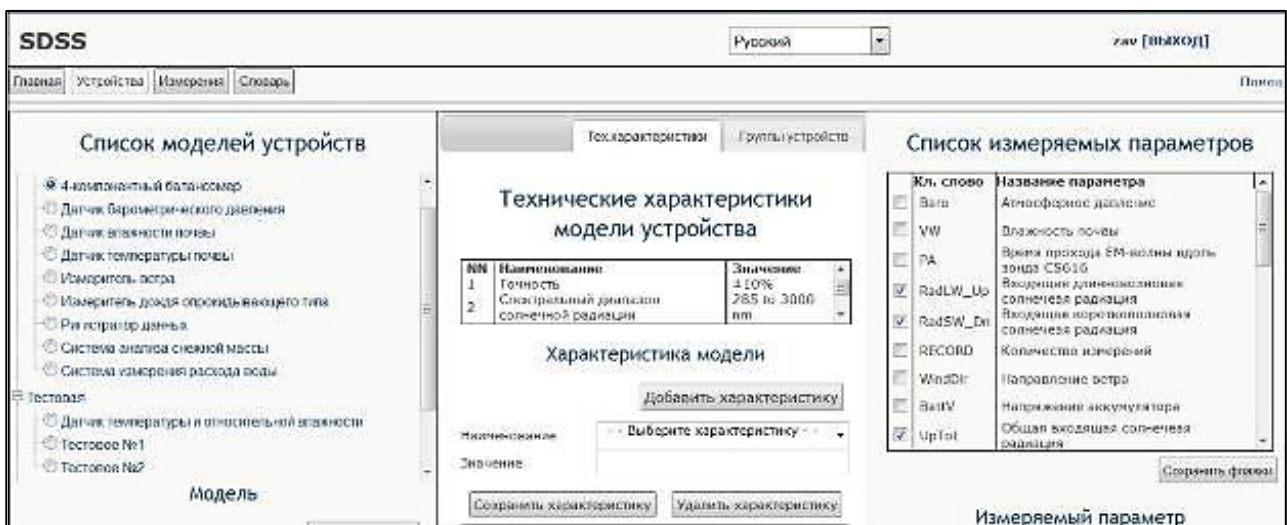 SDSS
Русский
zav [ВЫХОД]
Главная
Устройства
Измерения
Словарь
Поиск
Список моделей устройств
4-компонентный балансомер
Датчик барометрического давления
Датчик влажности почвы
Датчик температуры почвы
Измеритель ветра
Измеритель дождя опрокидывающего типа
Регистратор данных
Система анализа снежной массы
Система измерения расхода воды
Тестовая
Датчик температуры и относительной влажности
Тестовое №1
Тестовое №2
Модель
Тех.характеристики
Группы устройств
Технические характеристики
модели устройства
NN Наименование Значение
1 Точность ±10%
2 Спектральный диапазон 285 to 3000
солнечной радиации nm
Характеристика модели
Добавить характеристику
Наименование
- - Выберите характеристику - -
Значение
Сохранить характеристику
Удалить характеристику
Список измеряемых параметров
Кл. слово Название параметра
Baro Атмосферное давление
VW Влажность почвы
PA Время прохода ЕМ-волны вдоль
зонда CS616
RadLW_Up Входящая длинноволновая
солнечная радиация
RadSW_Dn Входящая коротковолновая
солнечная радиация
RECORD Количество измерений
WindDir Направление ветра
BattV Напряжение аккумулятора
UpTot Общая входящая солнечная
радиация
Сохранить флажки
Измеряемый параметр